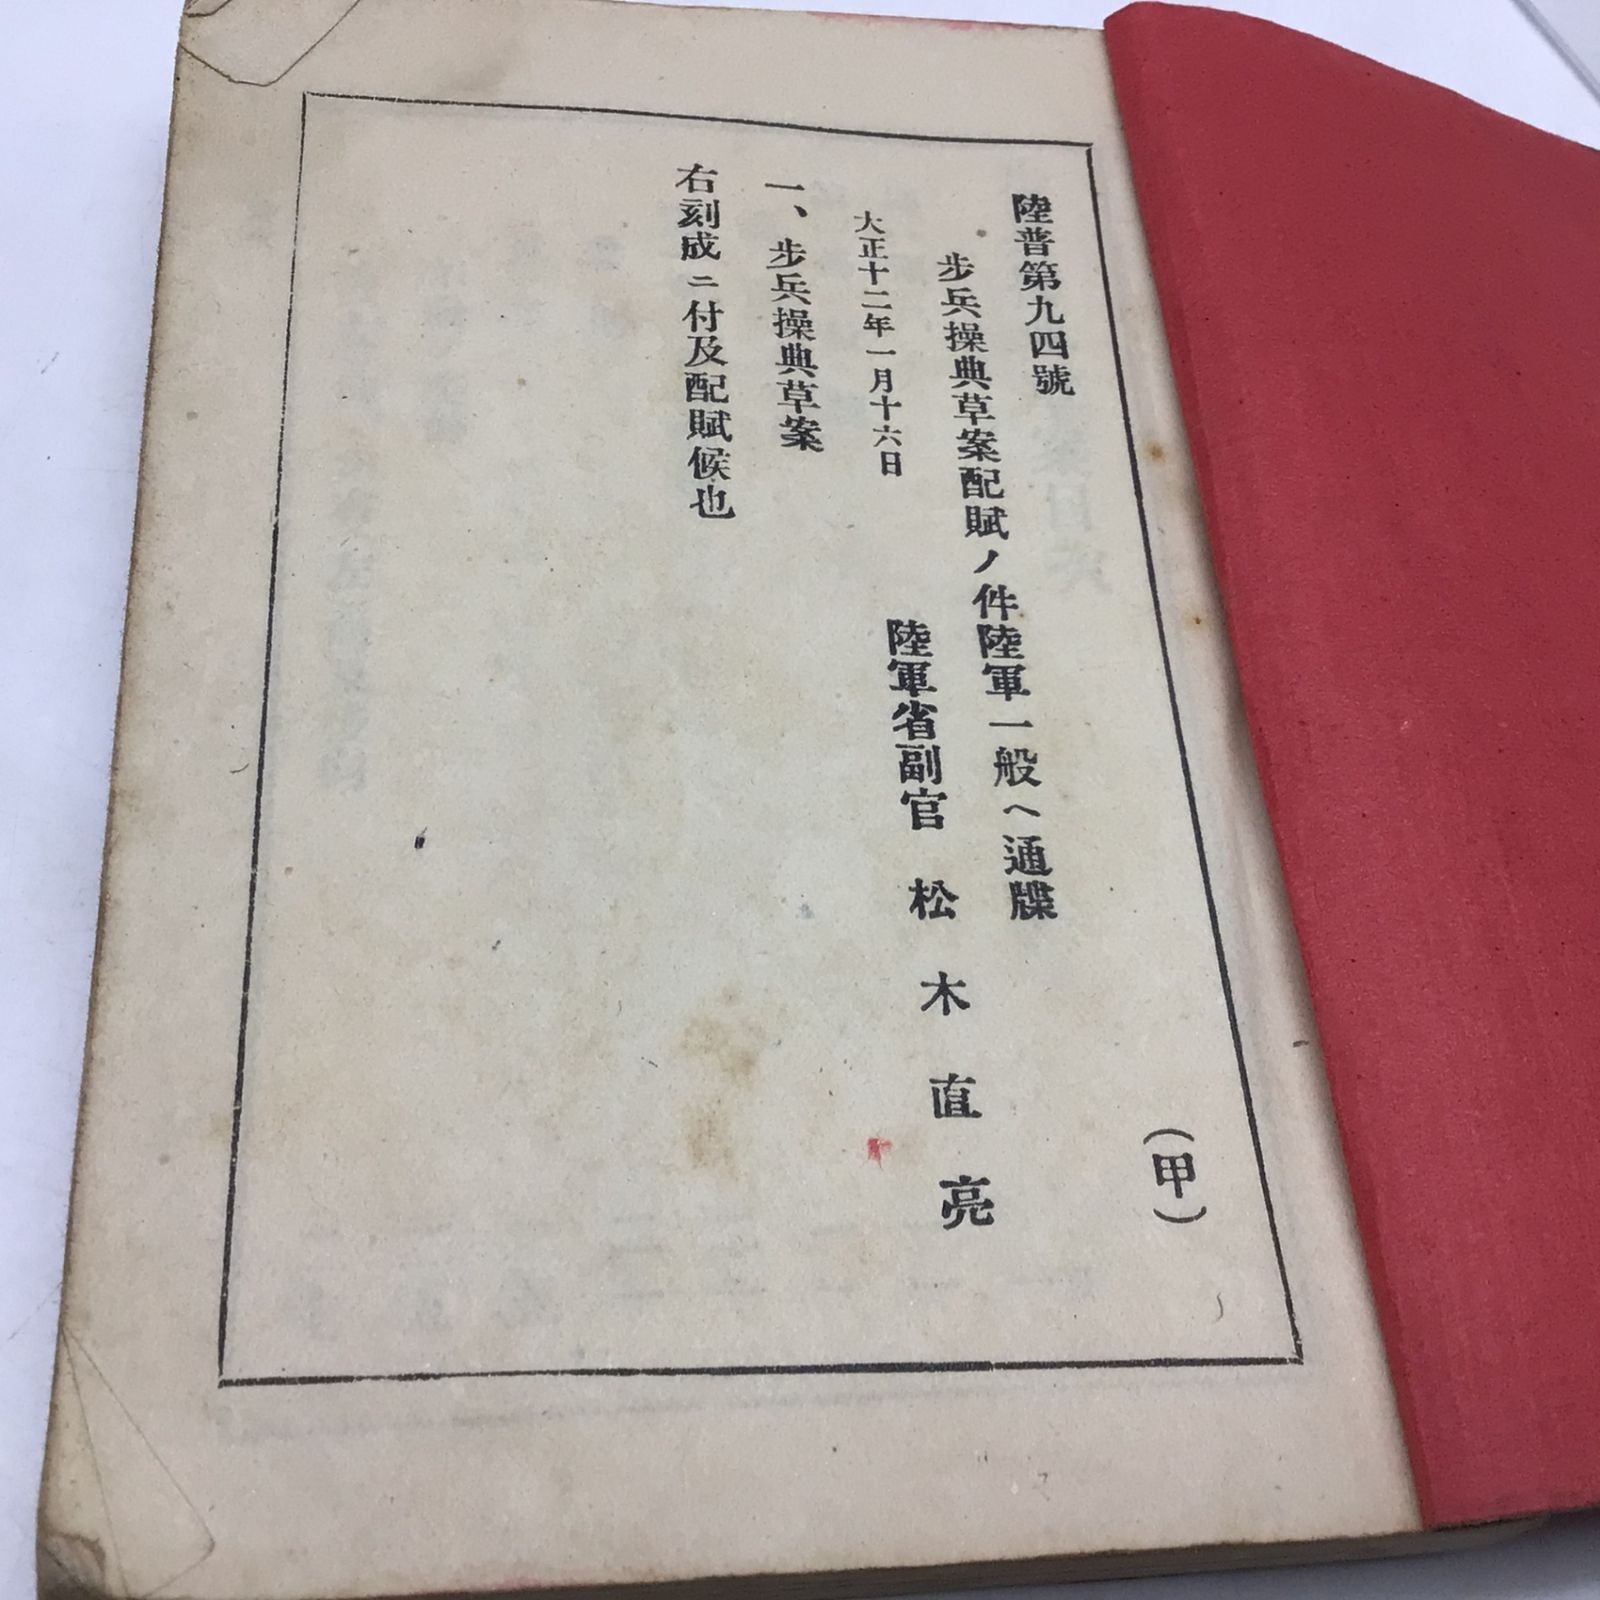 (甲)
陸普第九四號
步兵操典草案配賦ノ件陸軍一般ヘ通牒
大正十二年一月十六日
陸軍省副官 松木直亮
一、步兵操典草案
右刻成ニ付及配賦候也